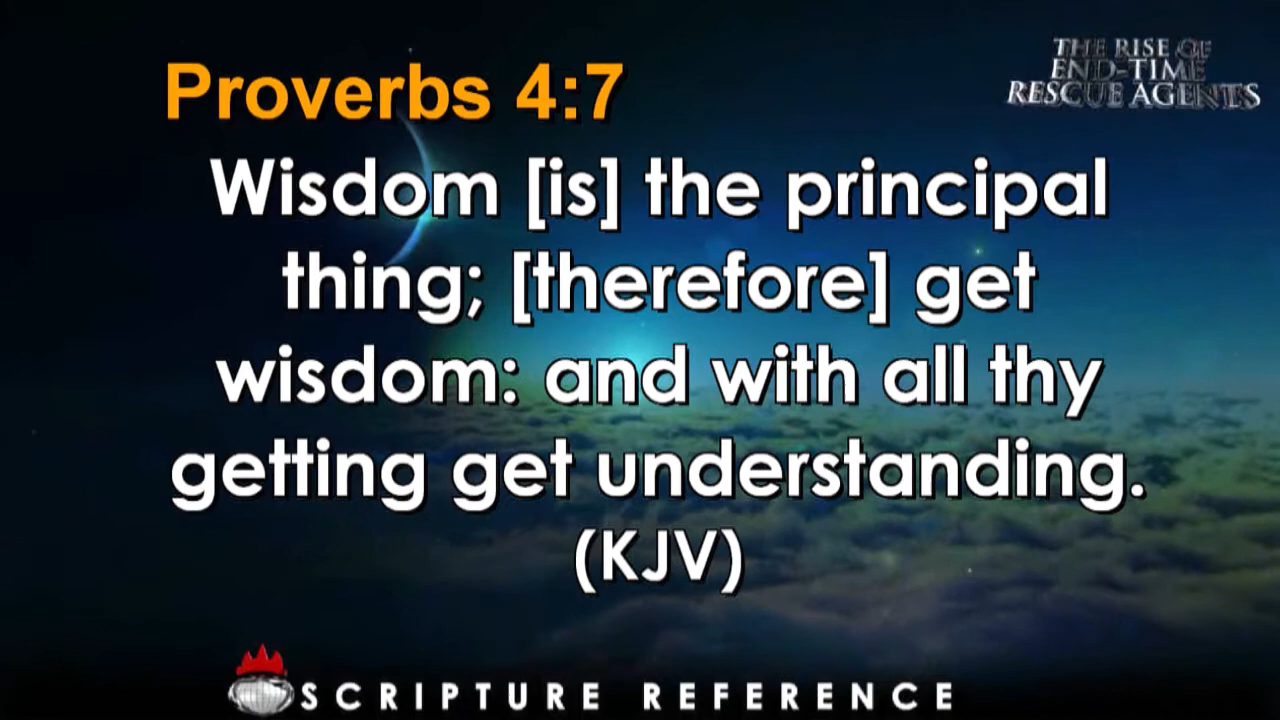 THE RISE OF
END-TIME
RESCUE AGENTS
Proverbs 4:7
Wisdom [is] the principal
thing; [therefore] get
wisdom: and with all thy
getting get understanding.
(KJV)
SCRIPTURE REFERENCE